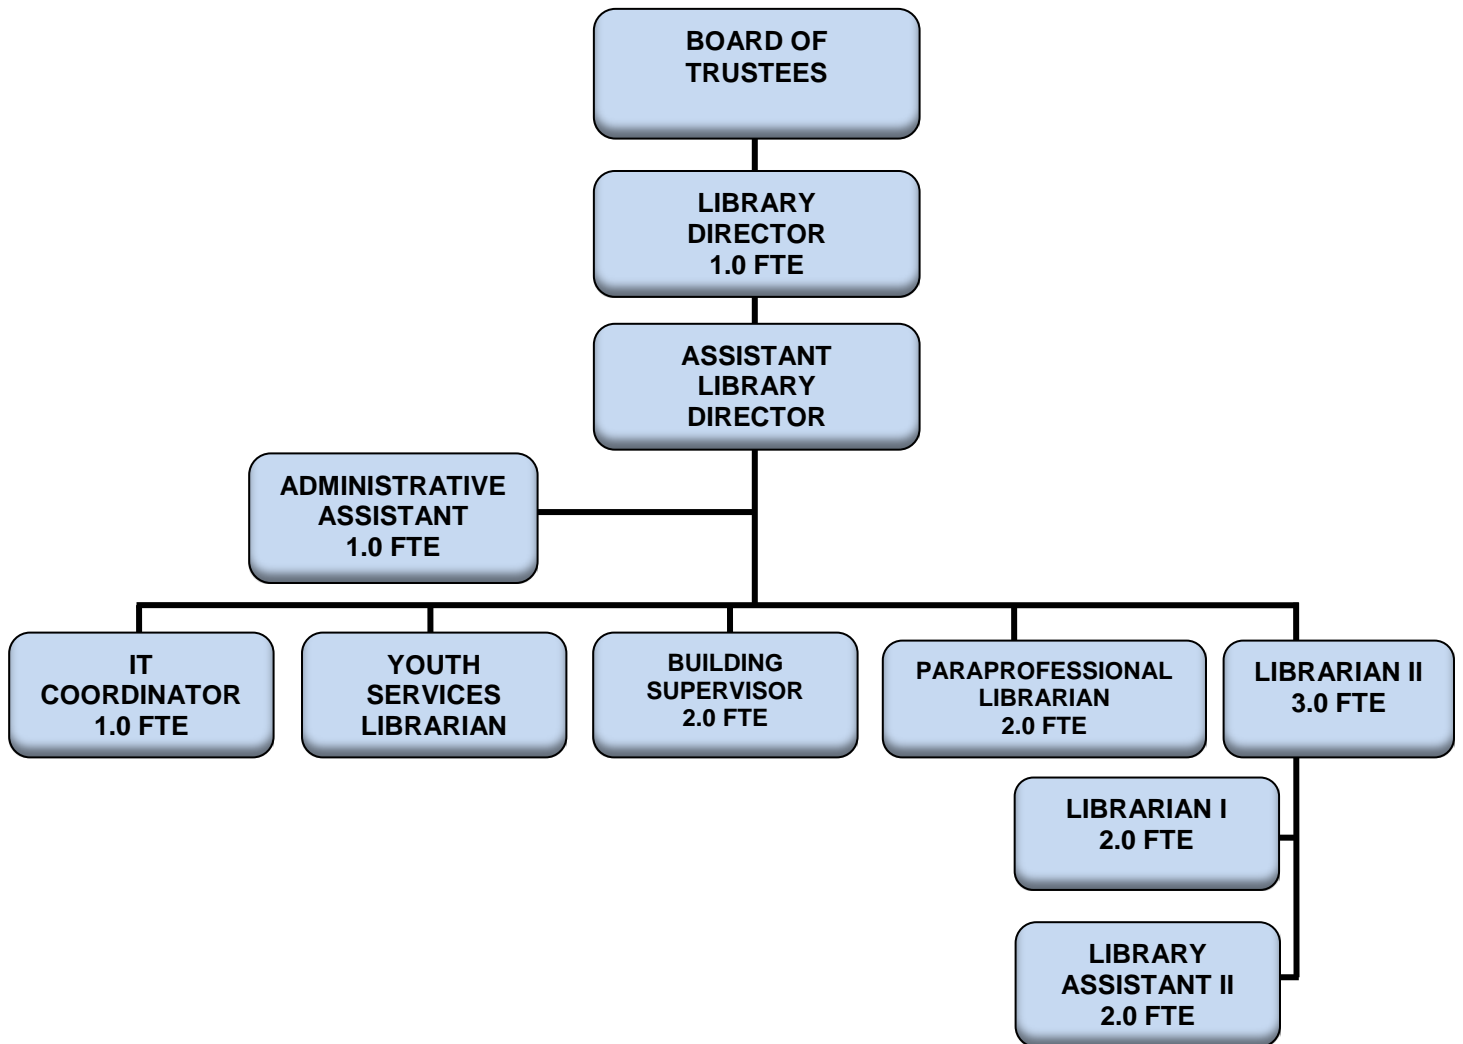 BOARD OF
TRUSTEES
LIBRARY
DIRECTOR
1.0 FTE
ASSISTANT
LIBRARY
DIRECTOR
ADMINISTRATIVE
ASSISTANT
1.0 FTE
IT
COORDINATOR
1.0 FTE
YOUTH
SERVICES
LIBRARIAN
BUILDING
SUPERVISOR
2.0 FTE
PARAPROFESSIONAL
LIBRARIAN
2.0 FTE
LIBRARIAN II
3.0 FTE
LIBRARIAN I
2.0 FTE
LIBRARY
ASSISTANT II
2.0 FTE